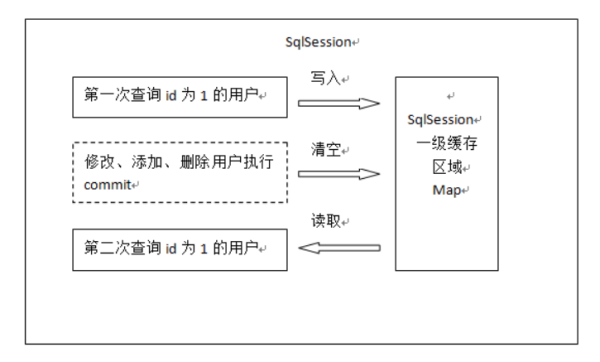 SqlSession
第一次查询 id 为 1 的用户
写入
修改、添加、删除用户执行
commit
清空
第二次查询 id 为 1 的用户
读取
SqlSession
一级缓存
区域
Map